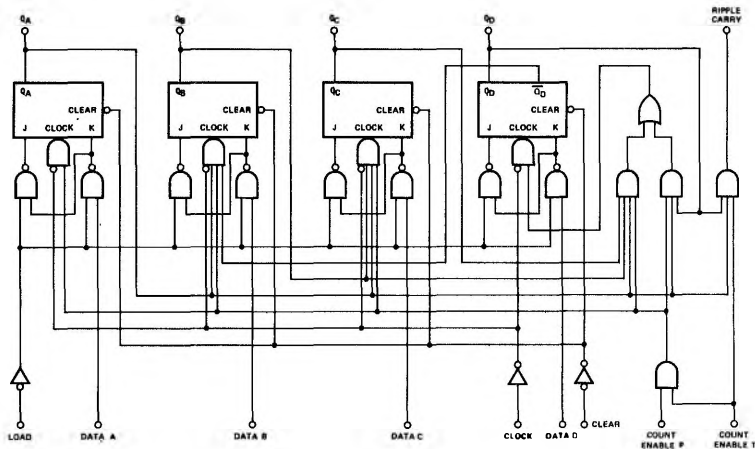 RIPPLE
CARRY
QA QB QC QD
QA QB QC QD Q̅D
CLEAR CLEAR CLEAR CLEAR
J CLOCK K J CLOCK K J CLOCK K J CLOCK K
LOAD DATA A DATA B DATA C CLOCK DATA D CLEAR
COUNT
ENABLE P
COUNT
ENABLE T